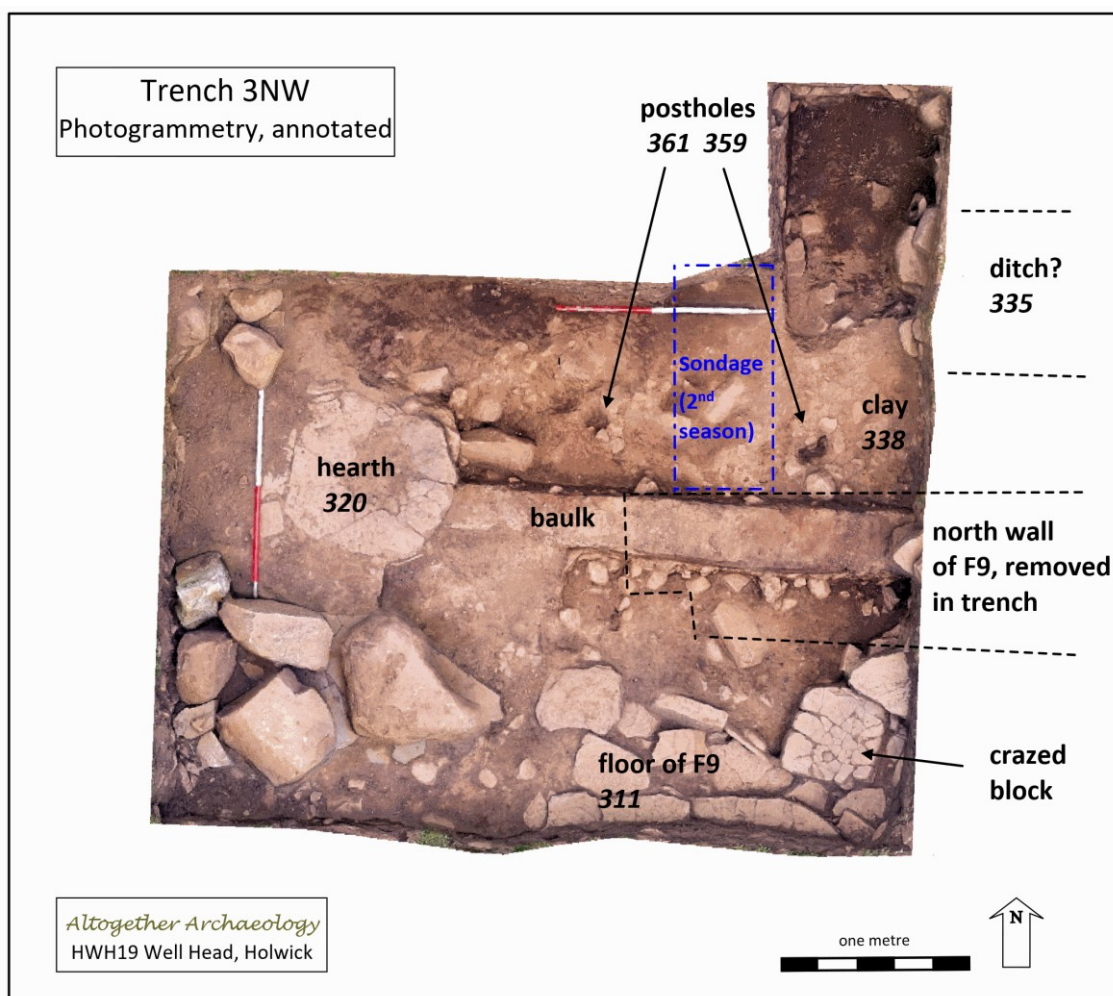 Trench 3NW
Photogrammetry, annotated
postholes
361 359
ditch?
335
Sondage
(2nd
season)
clay
338
hearth
320
baulk
north wall
of F9, removed
in trench
floor of F9
311
crazed
block
Altogether Archaeology
HWH19 Well Head, Holwick
one metre
N